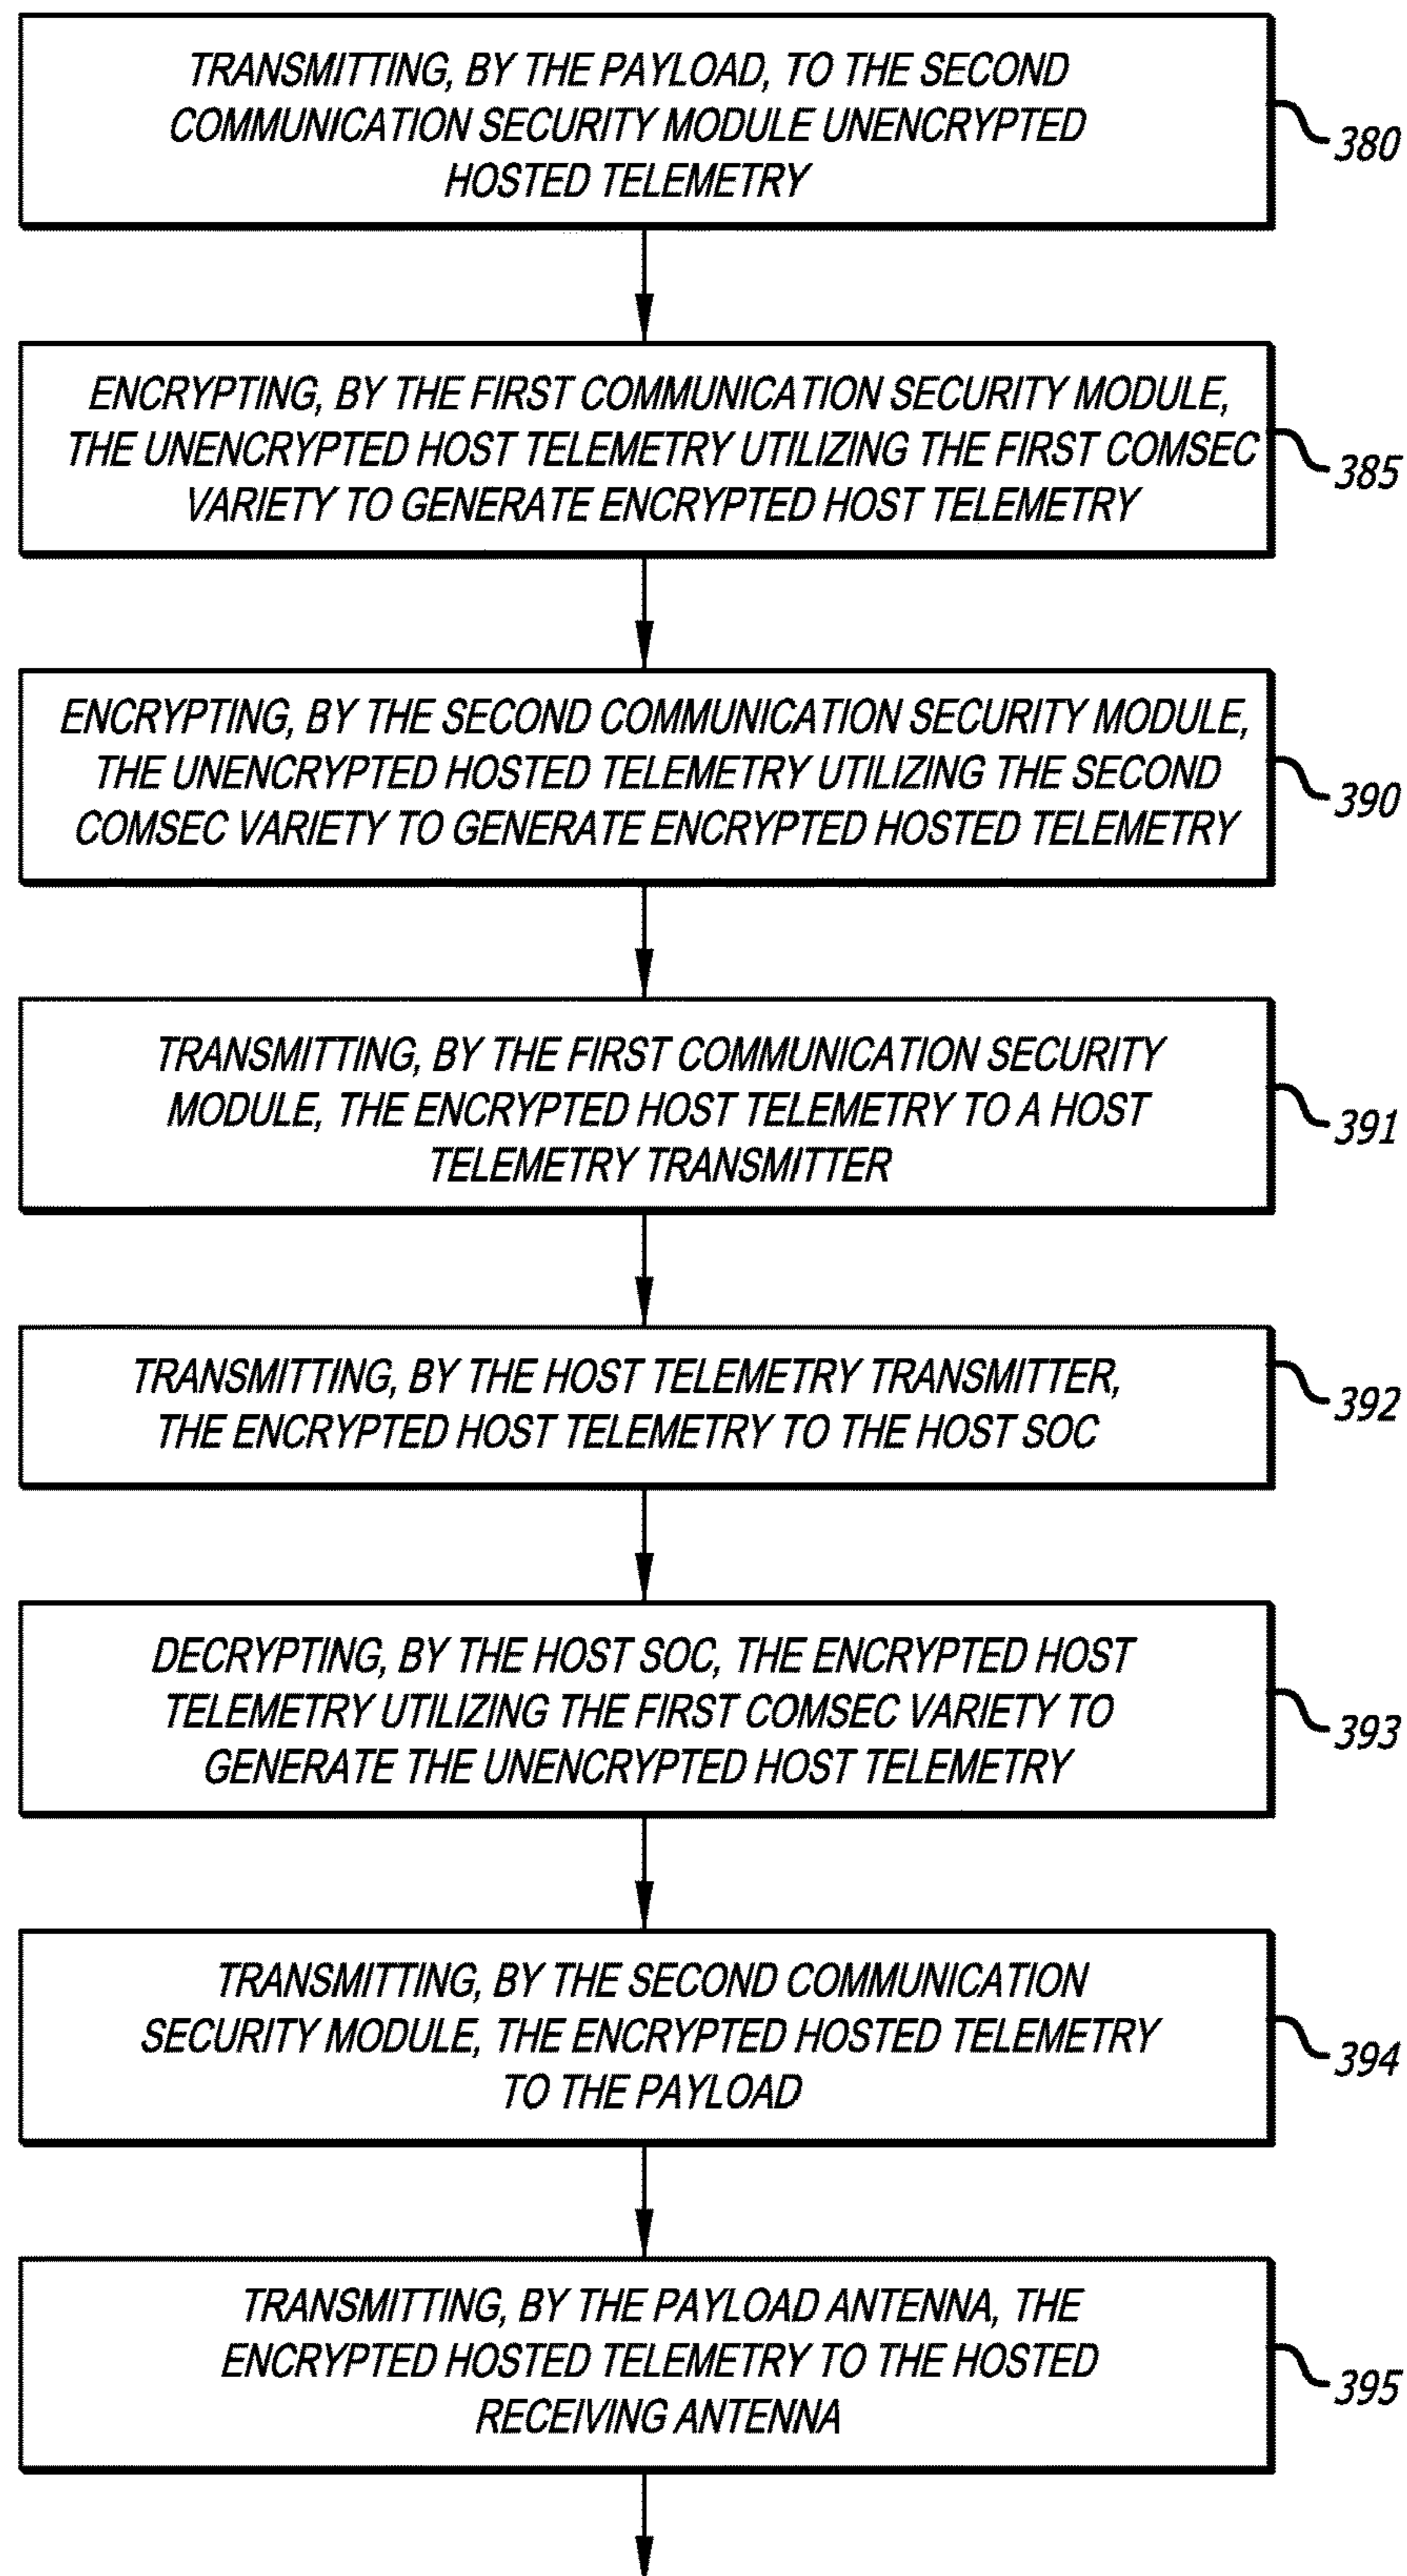 TRANSMITTING, BY THE PAYLOAD, TO THE SECOND
COMMUNICATION SECURITY MODULE UNENCRYPTED
HOSTED TELEMETRY
380
ENCRYPTING, BY THE FIRST COMMUNICATION SECURITY MODULE,
THE UNENCRYPTED HOST TELEMETRY UTILIZING THE FIRST COMSEC
VARIETY TO GENERATE ENCRYPTED HOST TELEMETRY
385
ENCRYPTING, BY THE SECOND COMMUNICATION SECURITY MODULE,
THE UNENCRYPTED HOSTED TELEMETRY UTILIZING THE SECOND
COMSEC VARIETY TO GENERATE ENCRYPTED HOSTED TELEMETRY
390
TRANSMITTING, BY THE FIRST COMMUNICATION SECURITY
MODULE, THE ENCRYPTED HOST TELEMETRY TO A HOST
TELEMETRY TRANSMITTER
391
TRANSMITTING, BY THE HOST TELEMETRY TRANSMITTER,
THE ENCRYPTED HOST TELEMETRY TO THE HOST SOC
392
DECRYPTING, BY THE HOST SOC, THE ENCRYPTED HOST
TELEMETRY UTILIZING THE FIRST COMSEC VARIETY TO
GENERATE THE UNENCRYPTED HOST TELEMETRY
393
TRANSMITTING, BY THE SECOND COMMUNICATION
SECURITY MODULE, THE ENCRYPTED HOSTED TELEMETRY
TO THE PAYLOAD
394
TRANSMITTING, BY THE PAYLOAD ANTENNA, THE
ENCRYPTED HOSTED TELEMETRY TO THE HOSTED
RECEIVING ANTENNA
395